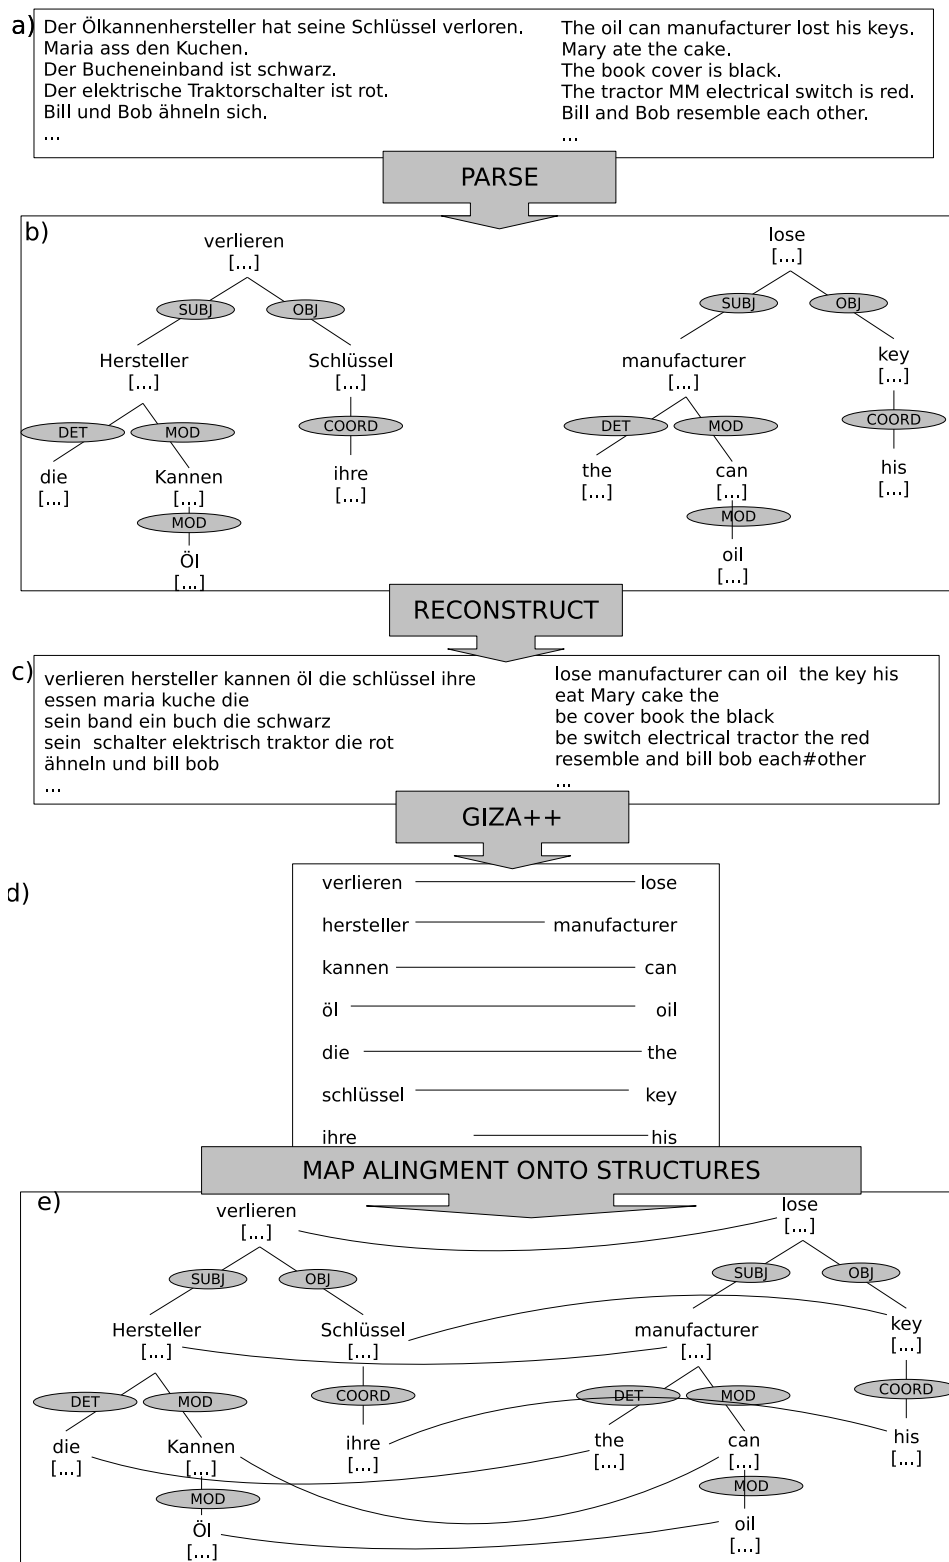 a)
Der Ölkannenhersteller hat seine Schlüssel verloren.
Maria ass den Kuchen.
Der Bucheneinband ist schwarz.
Der elektrische Traktorschalter ist rot.
Bill und Bob ähneln sich.
...
The oil can manufacturer lost his keys.
Mary ate the cake.
The book cover is black.
The tractor MM electrical switch is red.
Bill and Bob resemble each other.
...
PARSE
b)
verlieren
[...]
SUBJ OBJ
Hersteller Schlüssel
[...] [...]
DET MOD COORD
die Kannen ihre
[...] [...] [...]
MOD
Öl
[...]
lose
[...]
SUBJ OBJ
manufacturer key
[...] [...]
DET MOD COORD
the can his
[...] [...] [...]
MOD
oil
[...]
RECONSTRUCT
c)
verlieren hersteller kannen öl die schlüssel ihre
essen maria kuche die
sein band ein buch die schwarz
sein schalter elektrisch traktor die rot
ähneln und bill bob
...
lose manufacturer can oil the key his
eat Mary cake the
be cover book the black
be switch electrical tractor the red
resemble and bill bob each#other
...
GIZA++
d)
verlieren lose
hersteller manufacturer
kannen can
öl oil
die the
schlüssel key
ihre his
MAP ALINGMENT ONTO STRUCTURES
e)
verlieren
[...]
SUBJ OBJ
Hersteller Schlüssel
[...] [...]
DET MOD COORD
die Kannen ihre
[...] [...] [...]
MOD
Öl
[...]
lose
[...]
SUBJ OBJ
manufacturer key
[...] [...]
DET MOD COORD
the can his
[...] [...] [...]
MOD
oil
[...]